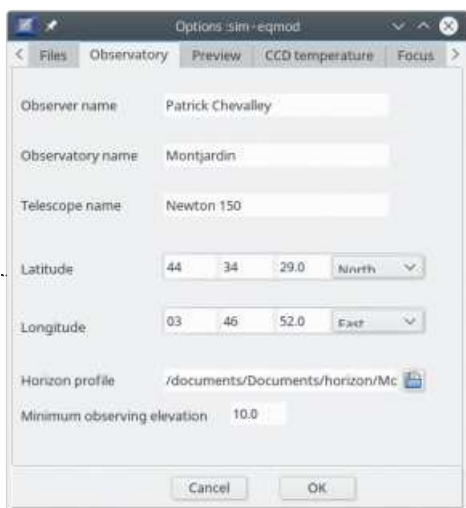 Options :sim-eqmod
Files Observatory Preview CCD temperature Focus
Observer name Patrick Chevalley
Observatory name Montjardin
Telescope name Newton 150
Latitude 44 34 29.0 North
Longitude 03 46 52.0 East
Horizon profile /documents/Documents/horizon/Mc
Minimum observing elevation 10.0
Cancel OK